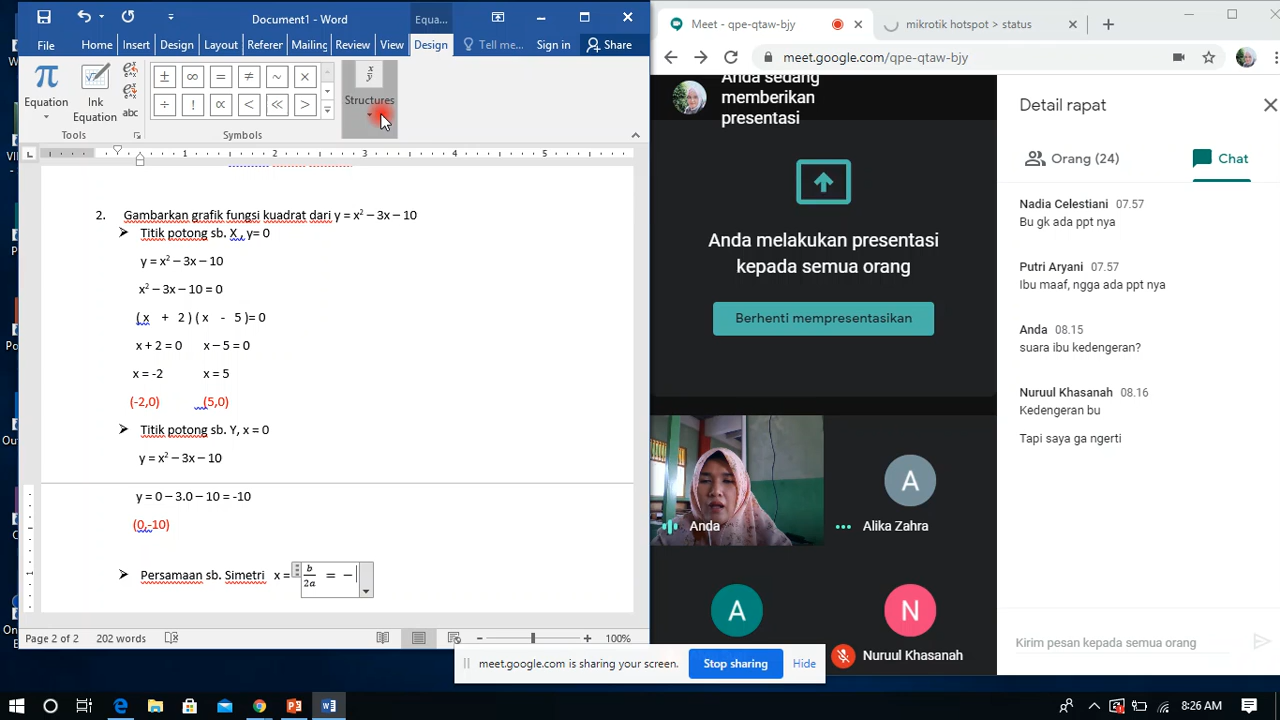 Document1 - Word
Equa...
File
Home
Insert
Design
Layout
Referer
Mailing
Review
View
Design
Tell me...
Sign in
Share
Equation
Ink Equation
abc
± ∞ = ≠ ~ ×
÷ ! ∝ < ≪ >
x/y
Structures
Tools
Symbols
1 2 3 4 5
2. Gambarkan grafik fungsi kuadrat dari y = x² – 3x – 10
Titik potong sb. X , y= 0
y = x² – 3x – 10
x² – 3x – 10 = 0
( x + 2 ) ( x - 5 )= 0
x + 2 = 0 x – 5 = 0
x = -2 x = 5
(-2,0) (5,0)
Titik potong sb. Y, x = 0
y = x² – 3x – 10
y = 0 – 3.0 – 10 = -10
(0,-10)
Persamaan sb. Simetri x = b/2a = −
Page 2 of 2
202 words
100%
Meet - qpe-qtaw-bjy
mikrotik hotspot > status
meet.google.com/qpe-qtaw-bjy
Anda sedang
memberikan
presentasi
Anda melakukan presentasi
kepada semua orang
Berhenti mempresentasikan
Anda
A
Alika Zahra
A
N
Nuruul Khasanah
Detail rapat
Orang (24)
Chat
Nadia Celestiani 07.57
Bu gk ada ppt nya
Putri Aryani 07.57
Ibu maaf, ngga ada ppt nya
Anda 08.15
suara ibu kedengeran?
Nuruul Khasanah 08.16
Kedengeran bu
Tapi saya ga ngerti
Kirim pesan kepada semua orang
meet.google.com is sharing your screen.
Stop sharing
Hide
8:26 AM